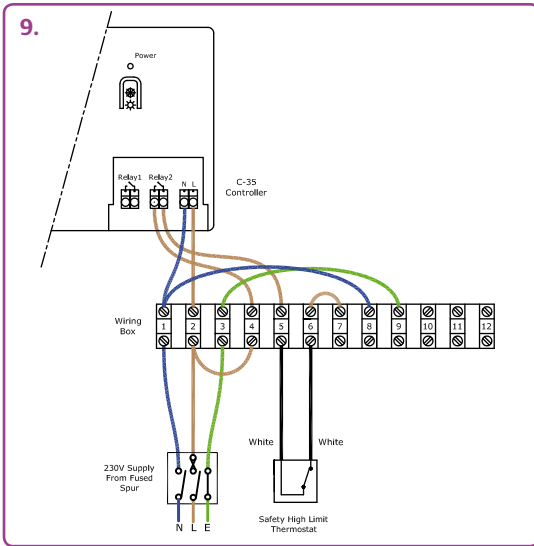 9.
Power
Relay1 Relay2 N L
C-35
Controller
Wiring
Box
1 2 3 4 5 6 7 8 9 10 11 12
White White
230V Supply
From Fused
Spur
N L E
Safety High Limit
Thermostat